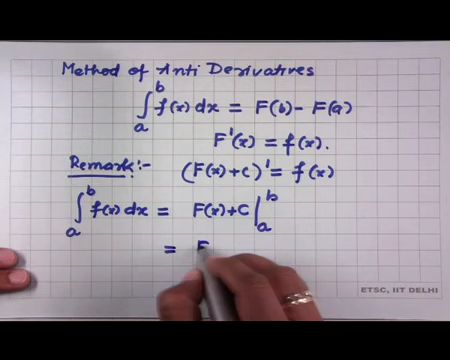 Method of Anti Derivatives
∫_a^b f(x) dx = F(b) - F(a)
F'(x) = f(x).
Remark:- (F(x)+C)' = f(x)
∫_a^b f(x) dx = F(x)+C |_a^b
= F
ETSC, IIT DELHI